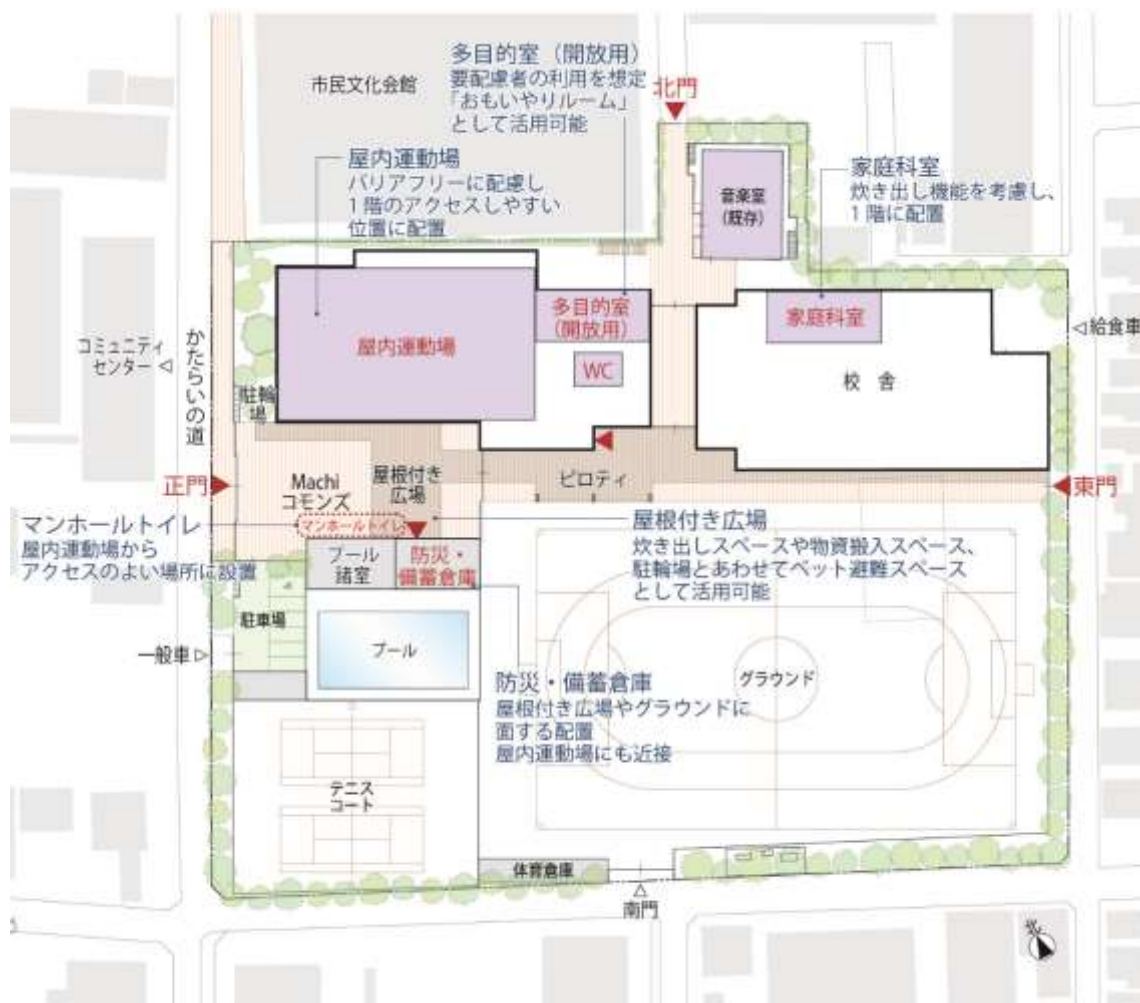 多目的室（開放用）
要配慮者の利用を想定
「おもいやりルーム」
として活用可能
市民文化会館
北門
屋内運動場
バリアフリーに配慮し
1階のアクセスしやすい
位置に配置
音楽室
（既存）
家庭科室
炊き出し機能を考慮し、
1階に配置
多目的室
（開放用）
家庭科室
給食車
かたらいの道
コミュニティ
センター
屋内運動場
WC
校 舎
駐輪
場
Machi
コモンズ
屋根付き
広場
ピロティ
正門
東門
マンホールトイレ
屋内運動場から
アクセスのよい場所に設置
マンホールトイレ
屋根付き広場
炊き出しスペースや物資搬入スペース、
駐輪場とあわせてペット避難スペース
として活用可能
プール
諸室
防災・
備蓄倉庫
駐車場
一般車
プール
グラウンド
防災・備蓄倉庫
屋根付き広場やグラウンドに
面する配置
屋内運動場にも近接
テニス
コート
体育倉庫
南門
北